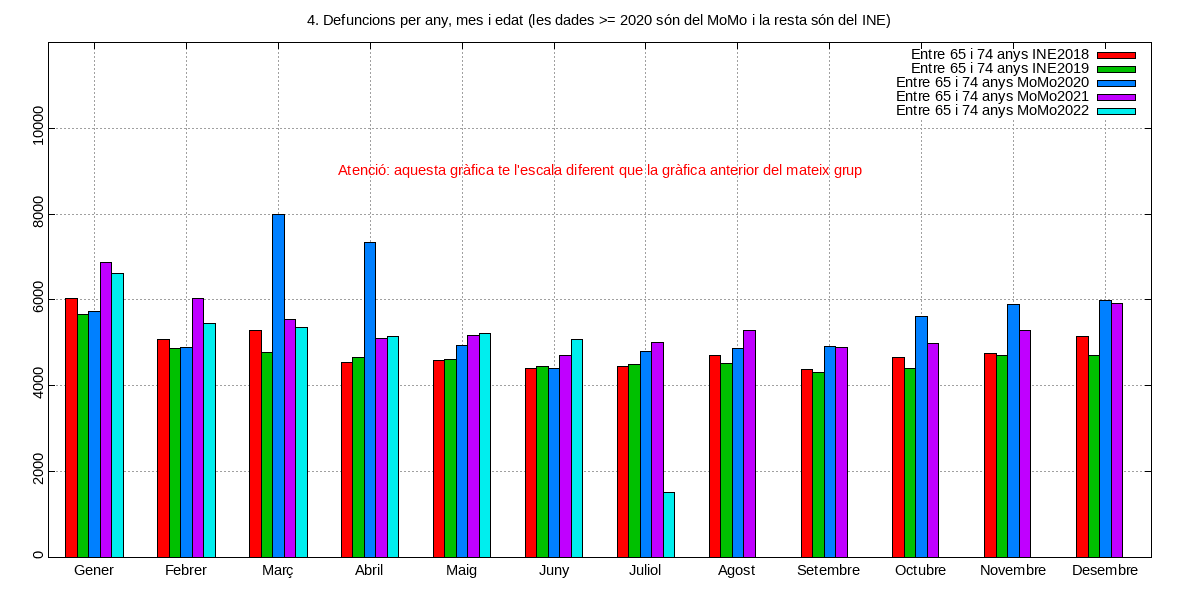 4. Defuncions per any, mes i edat (les dades >= 2020 són del MoMo i la resta són del INE)
Entre 65 i 74 anys INE2018
Entre 65 i 74 anys INE2019
Entre 65 i 74 anys MoMo2020
Entre 65 i 74 anys MoMo2021
Entre 65 i 74 anys MoMo2022
Atenció: aquesta gràfica te l'escala diferent que la gràfica anterior del mateix grup
10000
8000
6000
4000
2000
0
Gener Febrer Març Abril Maig Juny Juliol Agost Setembre Octubre Novembre Desembre